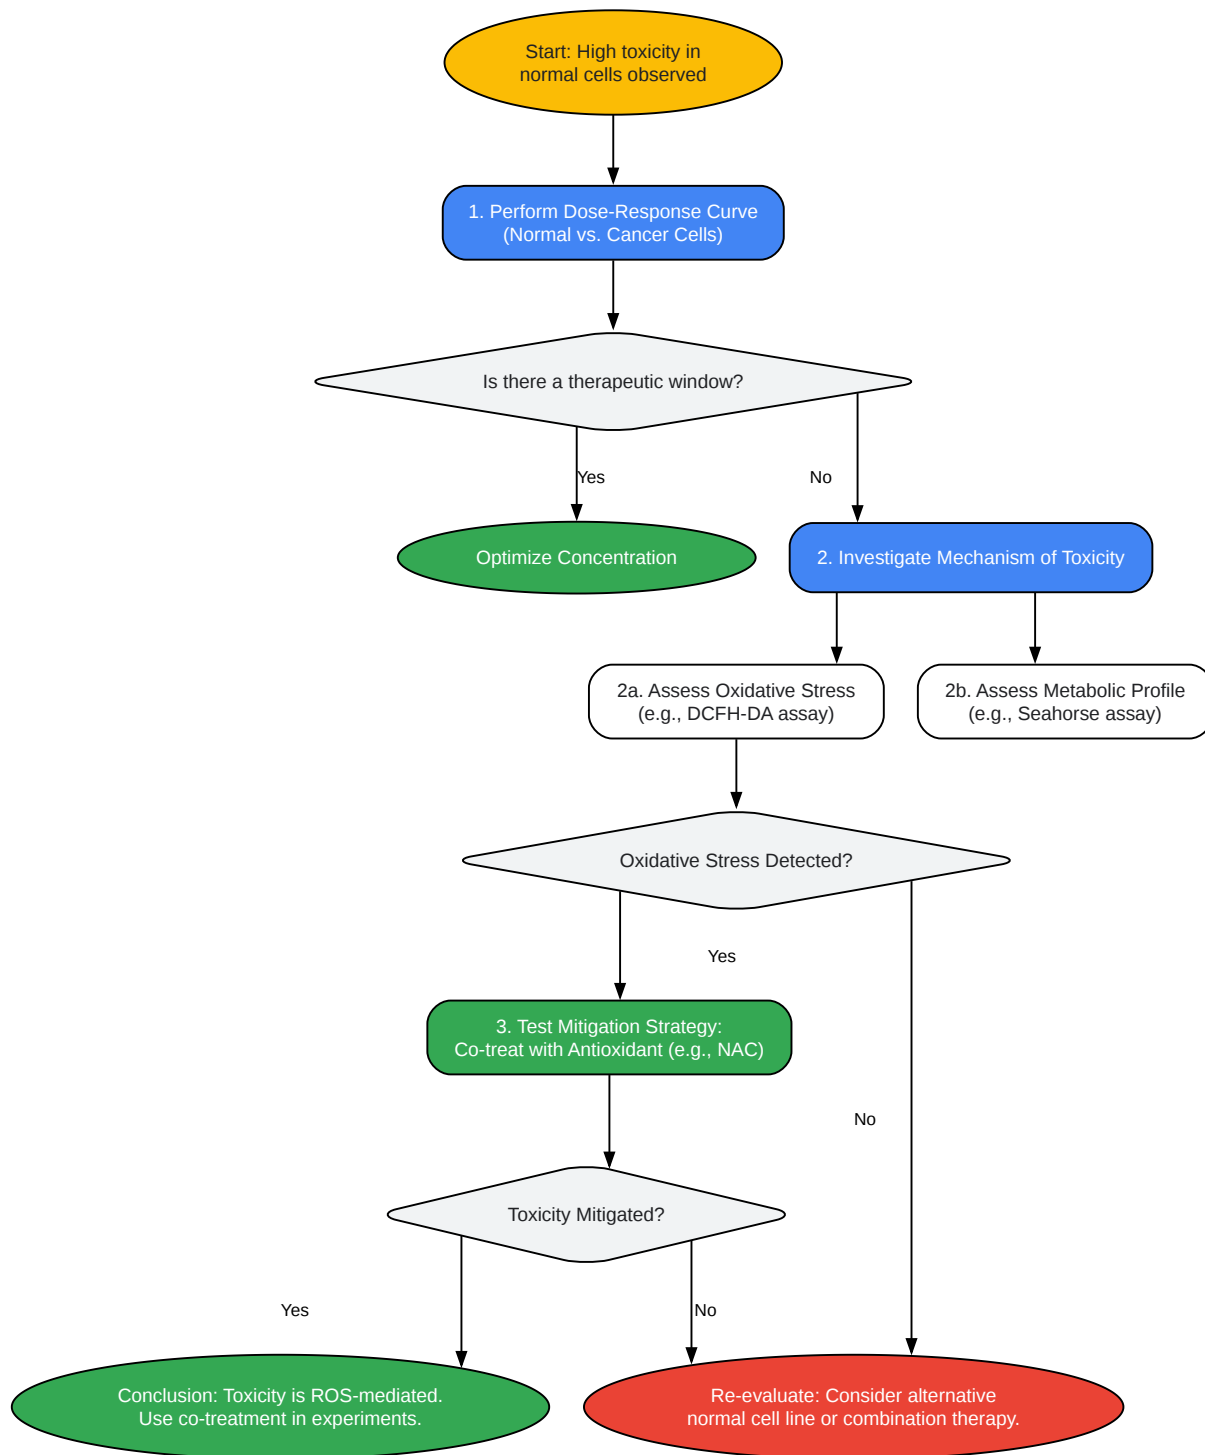 Start: High toxicity in
normal cells observed
1. Perform Dose-Response Curve
(Normal vs. Cancer Cells)
Is there a therapeutic window?
Yes
No
Optimize Concentration
2. Investigate Mechanism of Toxicity
2a. Assess Oxidative Stress
(e.g., DCFH-DA assay)
2b. Assess Metabolic Profile
(e.g., Seahorse assay)
Oxidative Stress Detected?
Yes
3. Test Mitigation Strategy:
Co-treat with Antioxidant (e.g., NAC)
No
Toxicity Mitigated?
Yes
No
Conclusion: Toxicity is ROS-mediated.
Use co-treatment in experiments.
Re-evaluate: Consider alternative
normal cell line or combination therapy.